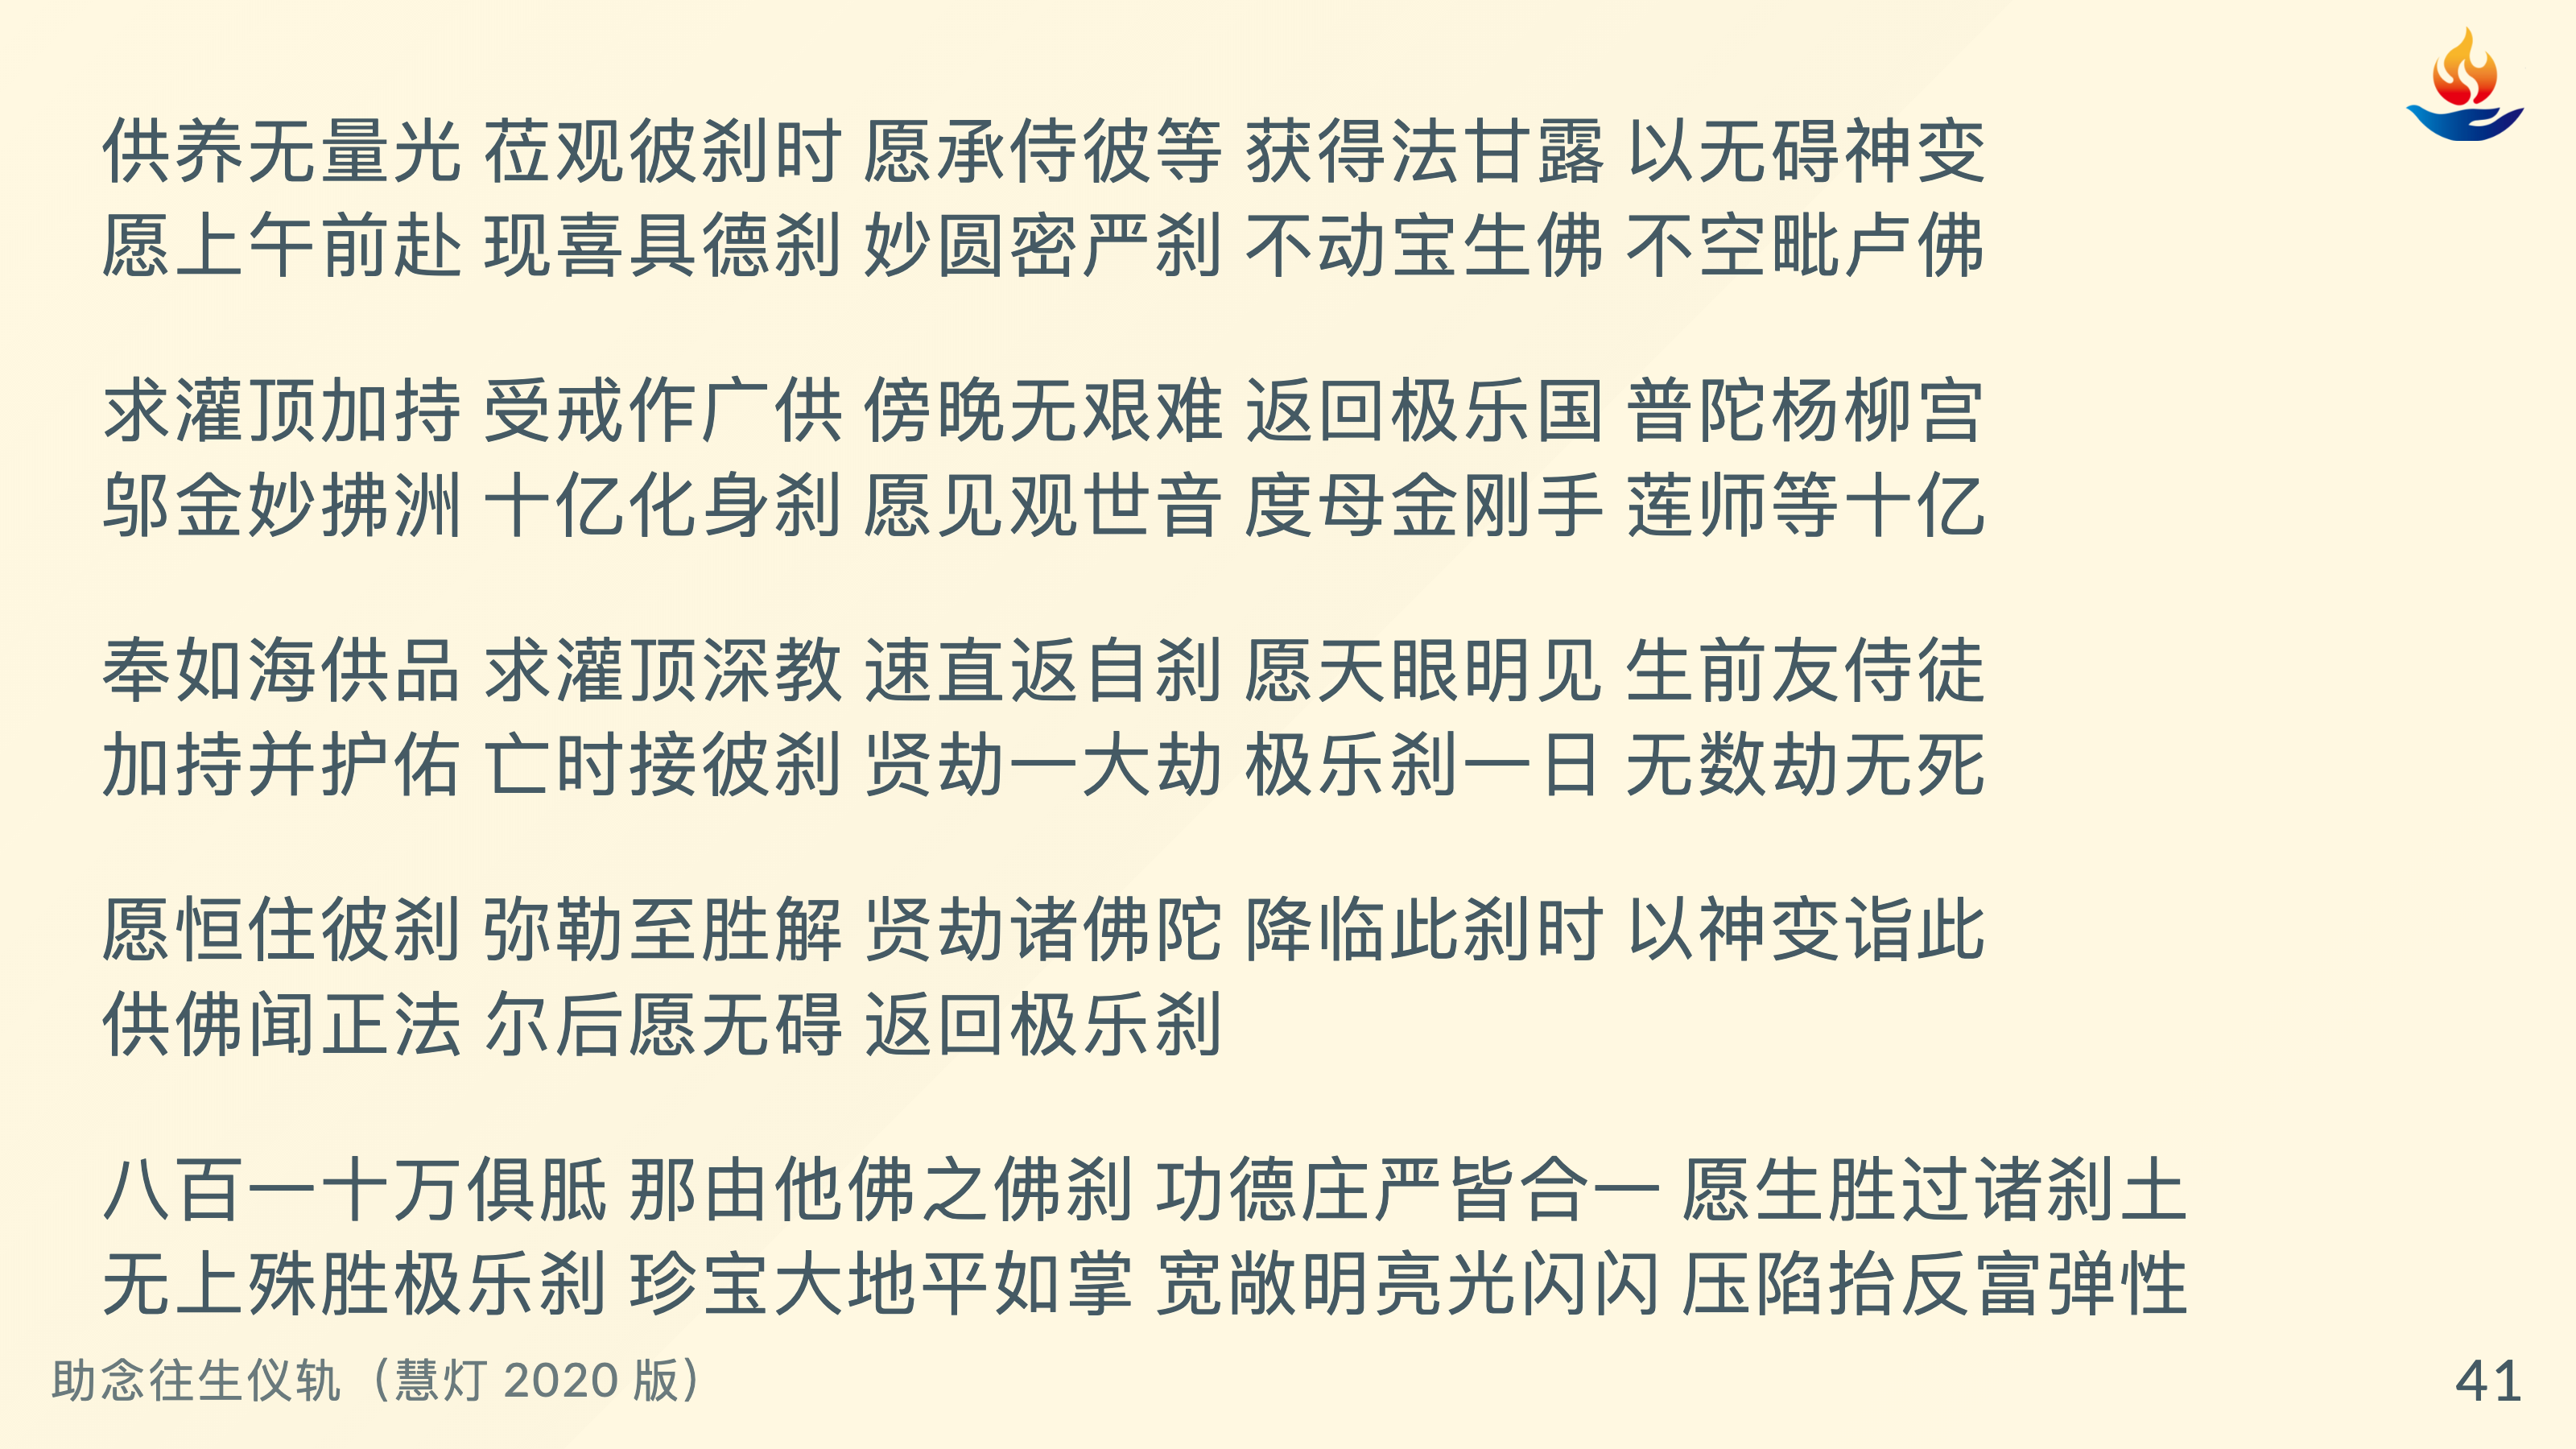 供养无量光 莅观彼刹时 愿承侍彼等 获得法甘露 以无碍神变
愿上午前赴 现喜具德刹 妙圆密严刹 不动宝生佛 不空毗卢佛
求灌顶加持 受戒作广供 傍晚无艰难 返回极乐国 普陀杨柳宫
邬金妙拂洲 十亿化身刹 愿见观世音 度母金刚手 莲师等十亿
奉如海供品 求灌顶深教 速直返自刹 愿天眼明见 生前友侍徒
加持并护佑 亡时接彼刹 贤劫一大劫 极乐刹一日 无数劫无死
愿恒住彼刹 弥勒至胜解 贤劫诸佛陀 降临此刹时 以神变诣此
供佛闻正法 尔后愿无碍 返回极乐刹
八百一十万俱胝 那由他佛之佛刹 功德庄严皆合一 愿生胜过诸刹土
无上殊胜极乐刹 珍宝大地平如掌 宽敞明亮光闪闪 压陷抬反富弹性
助念往生仪轨（慧灯 2020 版）
41